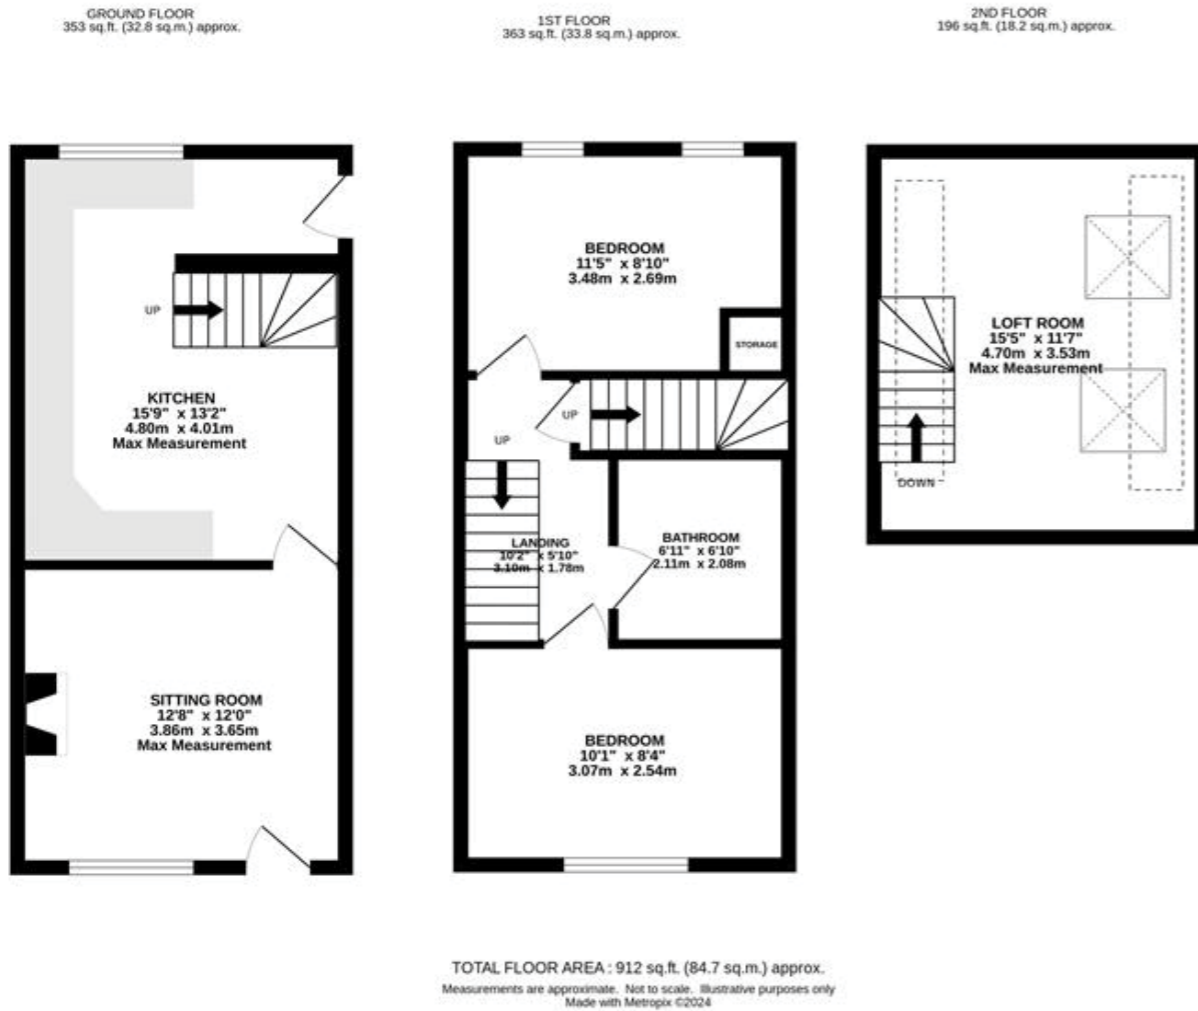 GROUND FLOOR
353 sq.ft. (32.8 sq.m.) approx.
1ST FLOOR
363 sq.ft. (33.8 sq.m.) approx.
2ND FLOOR
196 sq.ft. (18.2 sq.m.) approx.
UP
KITCHEN
15'9" x 13'2"
4.80m x 4.01m
Max Measurement
SITTING ROOM
12'8" x 12'0"
3.86m x 3.65m
Max Measurement
BEDROOM
11'5" x 8'10"
3.48m x 2.69m
STORAGE
UP
UP
LANDING
10'2" x 5'10"
3.10m x 1.78m
BATHROOM
6'11" x 6'10"
2.11m x 2.08m
BEDROOM
10'1" x 8'4"
3.07m x 2.54m
LOFT ROOM
15'5" x 11'7"
4.70m x 3.53m
Max Measurement
DOWN
TOTAL FLOOR AREA : 912 sq.ft. (84.7 sq.m.) approx.
Measurements are approximate. Not to scale. Illustrative purposes only
Made with Metropix ©2024